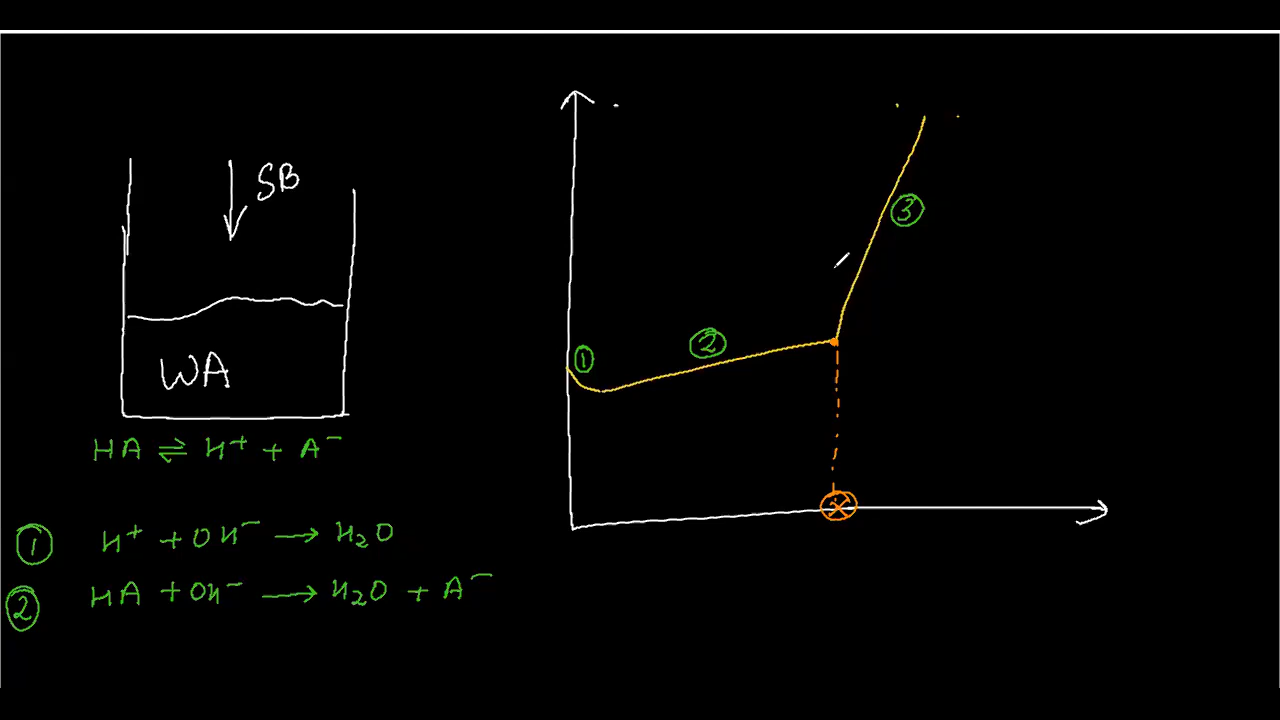 SB
WA
HA ⇌ H⁺ + A⁻
① H⁺ + OH⁻ → H₂O
② HA + OH⁻ → H₂O + A⁻
①
②
③